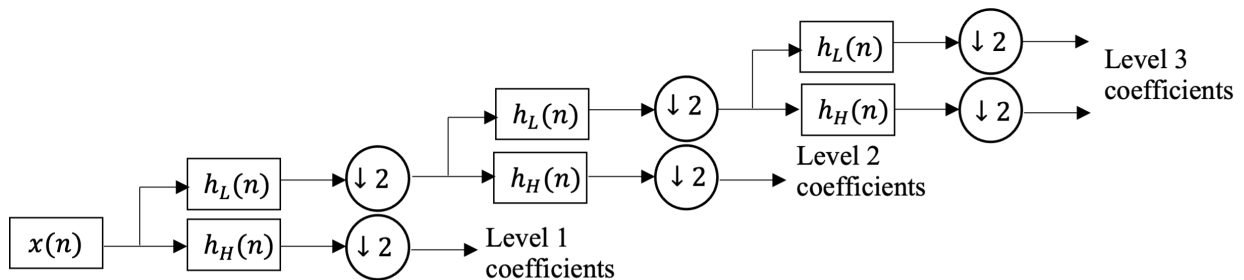 h_L(n)
↓ 2
Level 3
coefficients
h_L(n)
↓ 2
h_H(n)
↓ 2
Level 2
coefficients
h_L(n)
↓ 2
h_H(n)
↓ 2
x(n)
h_H(n)
↓ 2
Level 1
coefficients